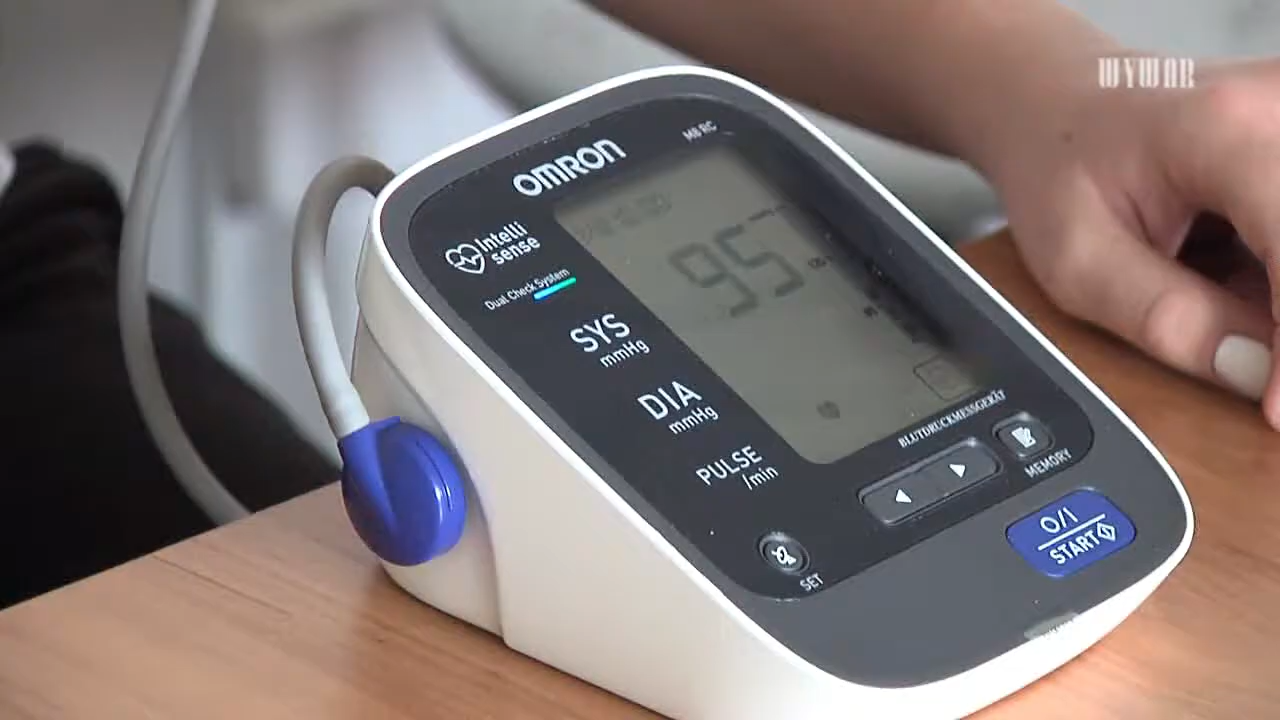 WYWAR
OMRON
M6 RC
Intelli
sense
Dual Check System
95
SYS
mmHg
DIA
mmHg
PULSE
/min
BLUTDRUCKMESSGERÄT
MEMORY
O/I
START
SET